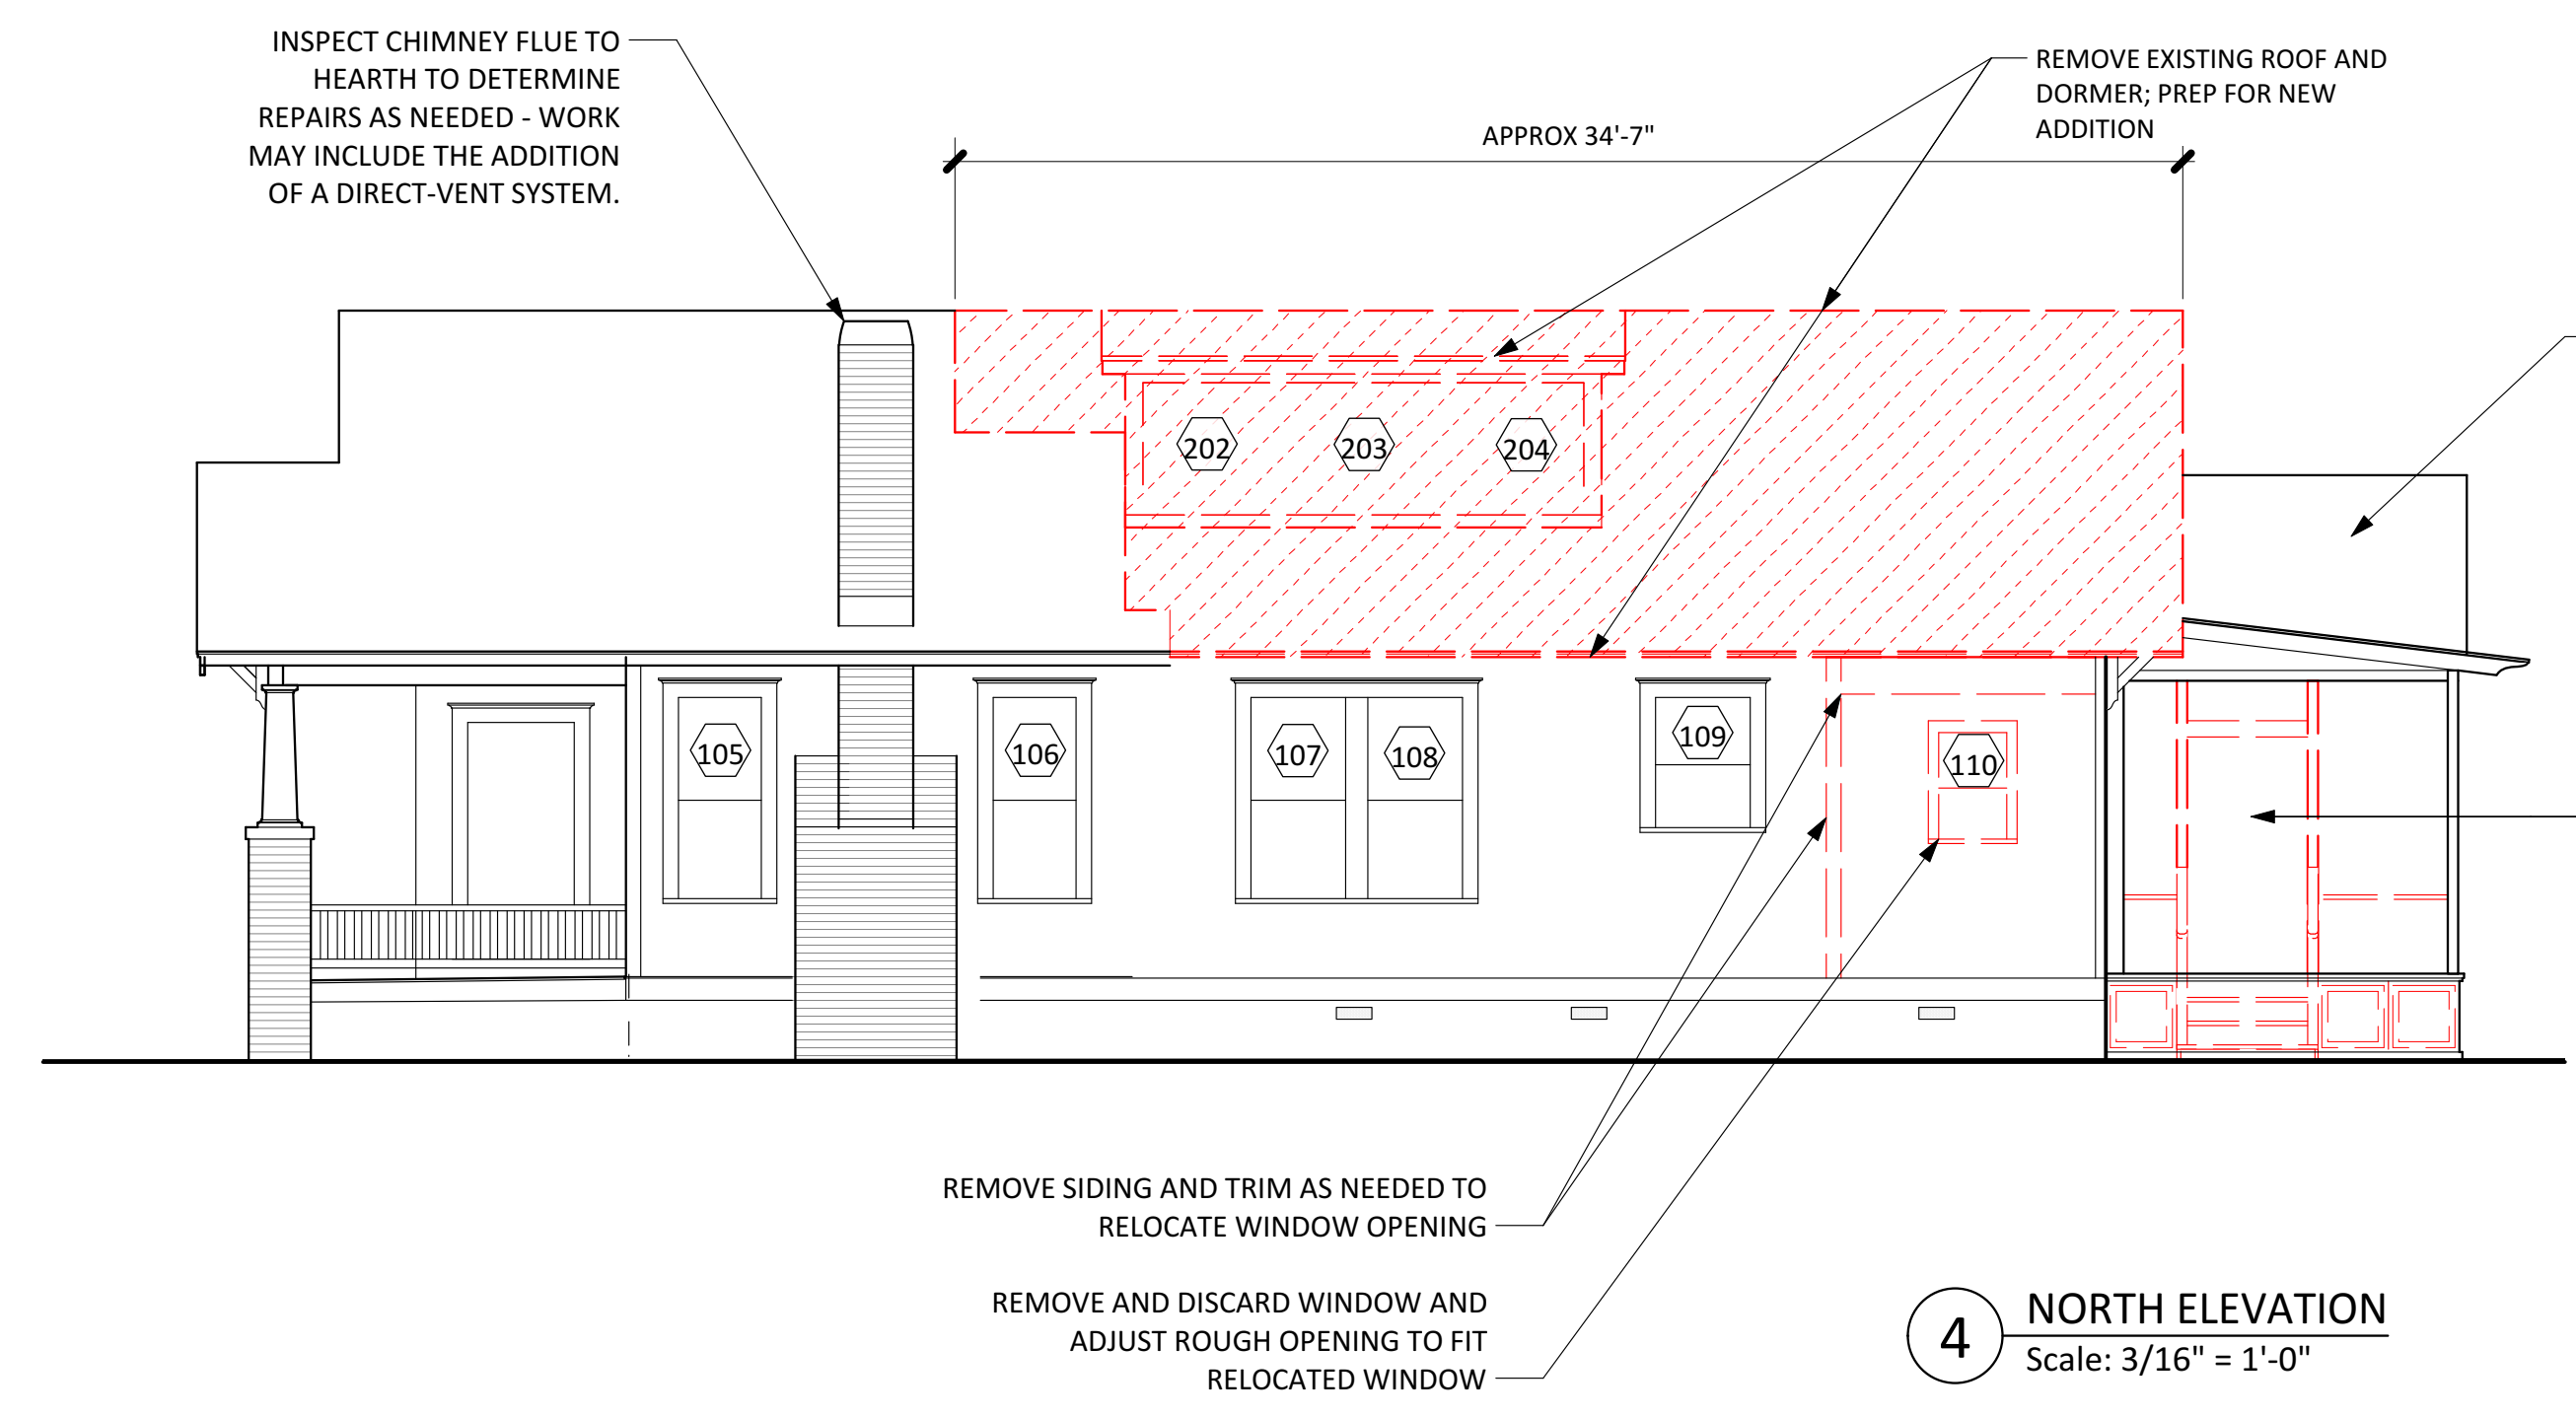 INSPECT CHIMNEY FLUE TO
HEARTH TO DETERMINE
REPAIRS AS NEEDED - WORK
MAY INCLUDE THE ADDITION
OF A DIRECT-VENT SYSTEM.
APPROX 34'-7"
REMOVE EXISTING ROOF AND
DORMER; PREP FOR NEW
ADDITION
202
203
204
105
106
107
108
109
110
REMOVE SIDING AND TRIM AS NEEDED TO
RELOCATE WINDOW OPENING
REMOVE AND DISCARD WINDOW AND
ADJUST ROUGH OPENING TO FIT
RELOCATED WINDOW
4
NORTH ELEVATION
Scale: 3/16" = 1'-0"